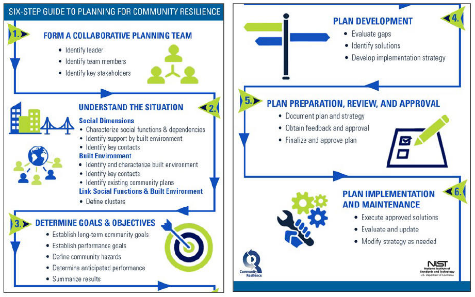 SIX-STEP GUIDE TO PLANNING FOR COMMUNITY RESILIENCE
1.
FORM A COLLABORATIVE PLANNING TEAM
• Identify leader
• Identify team members
• Identify key stakeholders
UNDERSTAND THE SITUATION
2.
Social Dimensions
• Characterize social functions & dependencies
• Identify support by built environment
• Identify key contacts
Built Environment
• Identify and characterize built environment
• Identify key contacts
• Identify existing community plans
Link Social Functions & Built Environment
• Define clusters
3.
DETERMINE GOALS & OBJECTIVES
• Establish long-term community goals
• Establish performance goals
• Define community hazards
• Determine anticipated performance
• Summarize results
4.
PLAN DEVELOPMENT
• Evaluate gaps
• Identify solutions
• Develop implementation strategy
5.
PLAN PREPARATION, REVIEW, AND APPROVAL
• Document plan and strategy
• Obtain feedback and approval
• Finalize and approve plan
6.
PLAN IMPLEMENTATION
AND MAINTENANCE
• Execute approved solutions
• Evaluate and update
• Modify strategy as needed
Community
Resilience
NIST
National Institute of
Standards and Technology